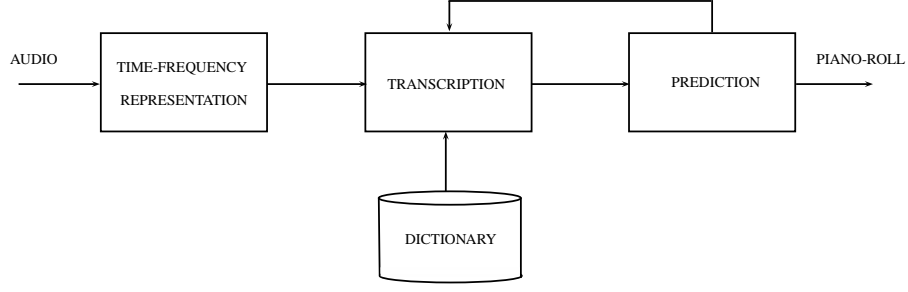 AUDIO
TIME-FREQUENCY
REPRESENTATION
TRANSCRIPTION
PREDICTION
PIANO-ROLL
DICTIONARY